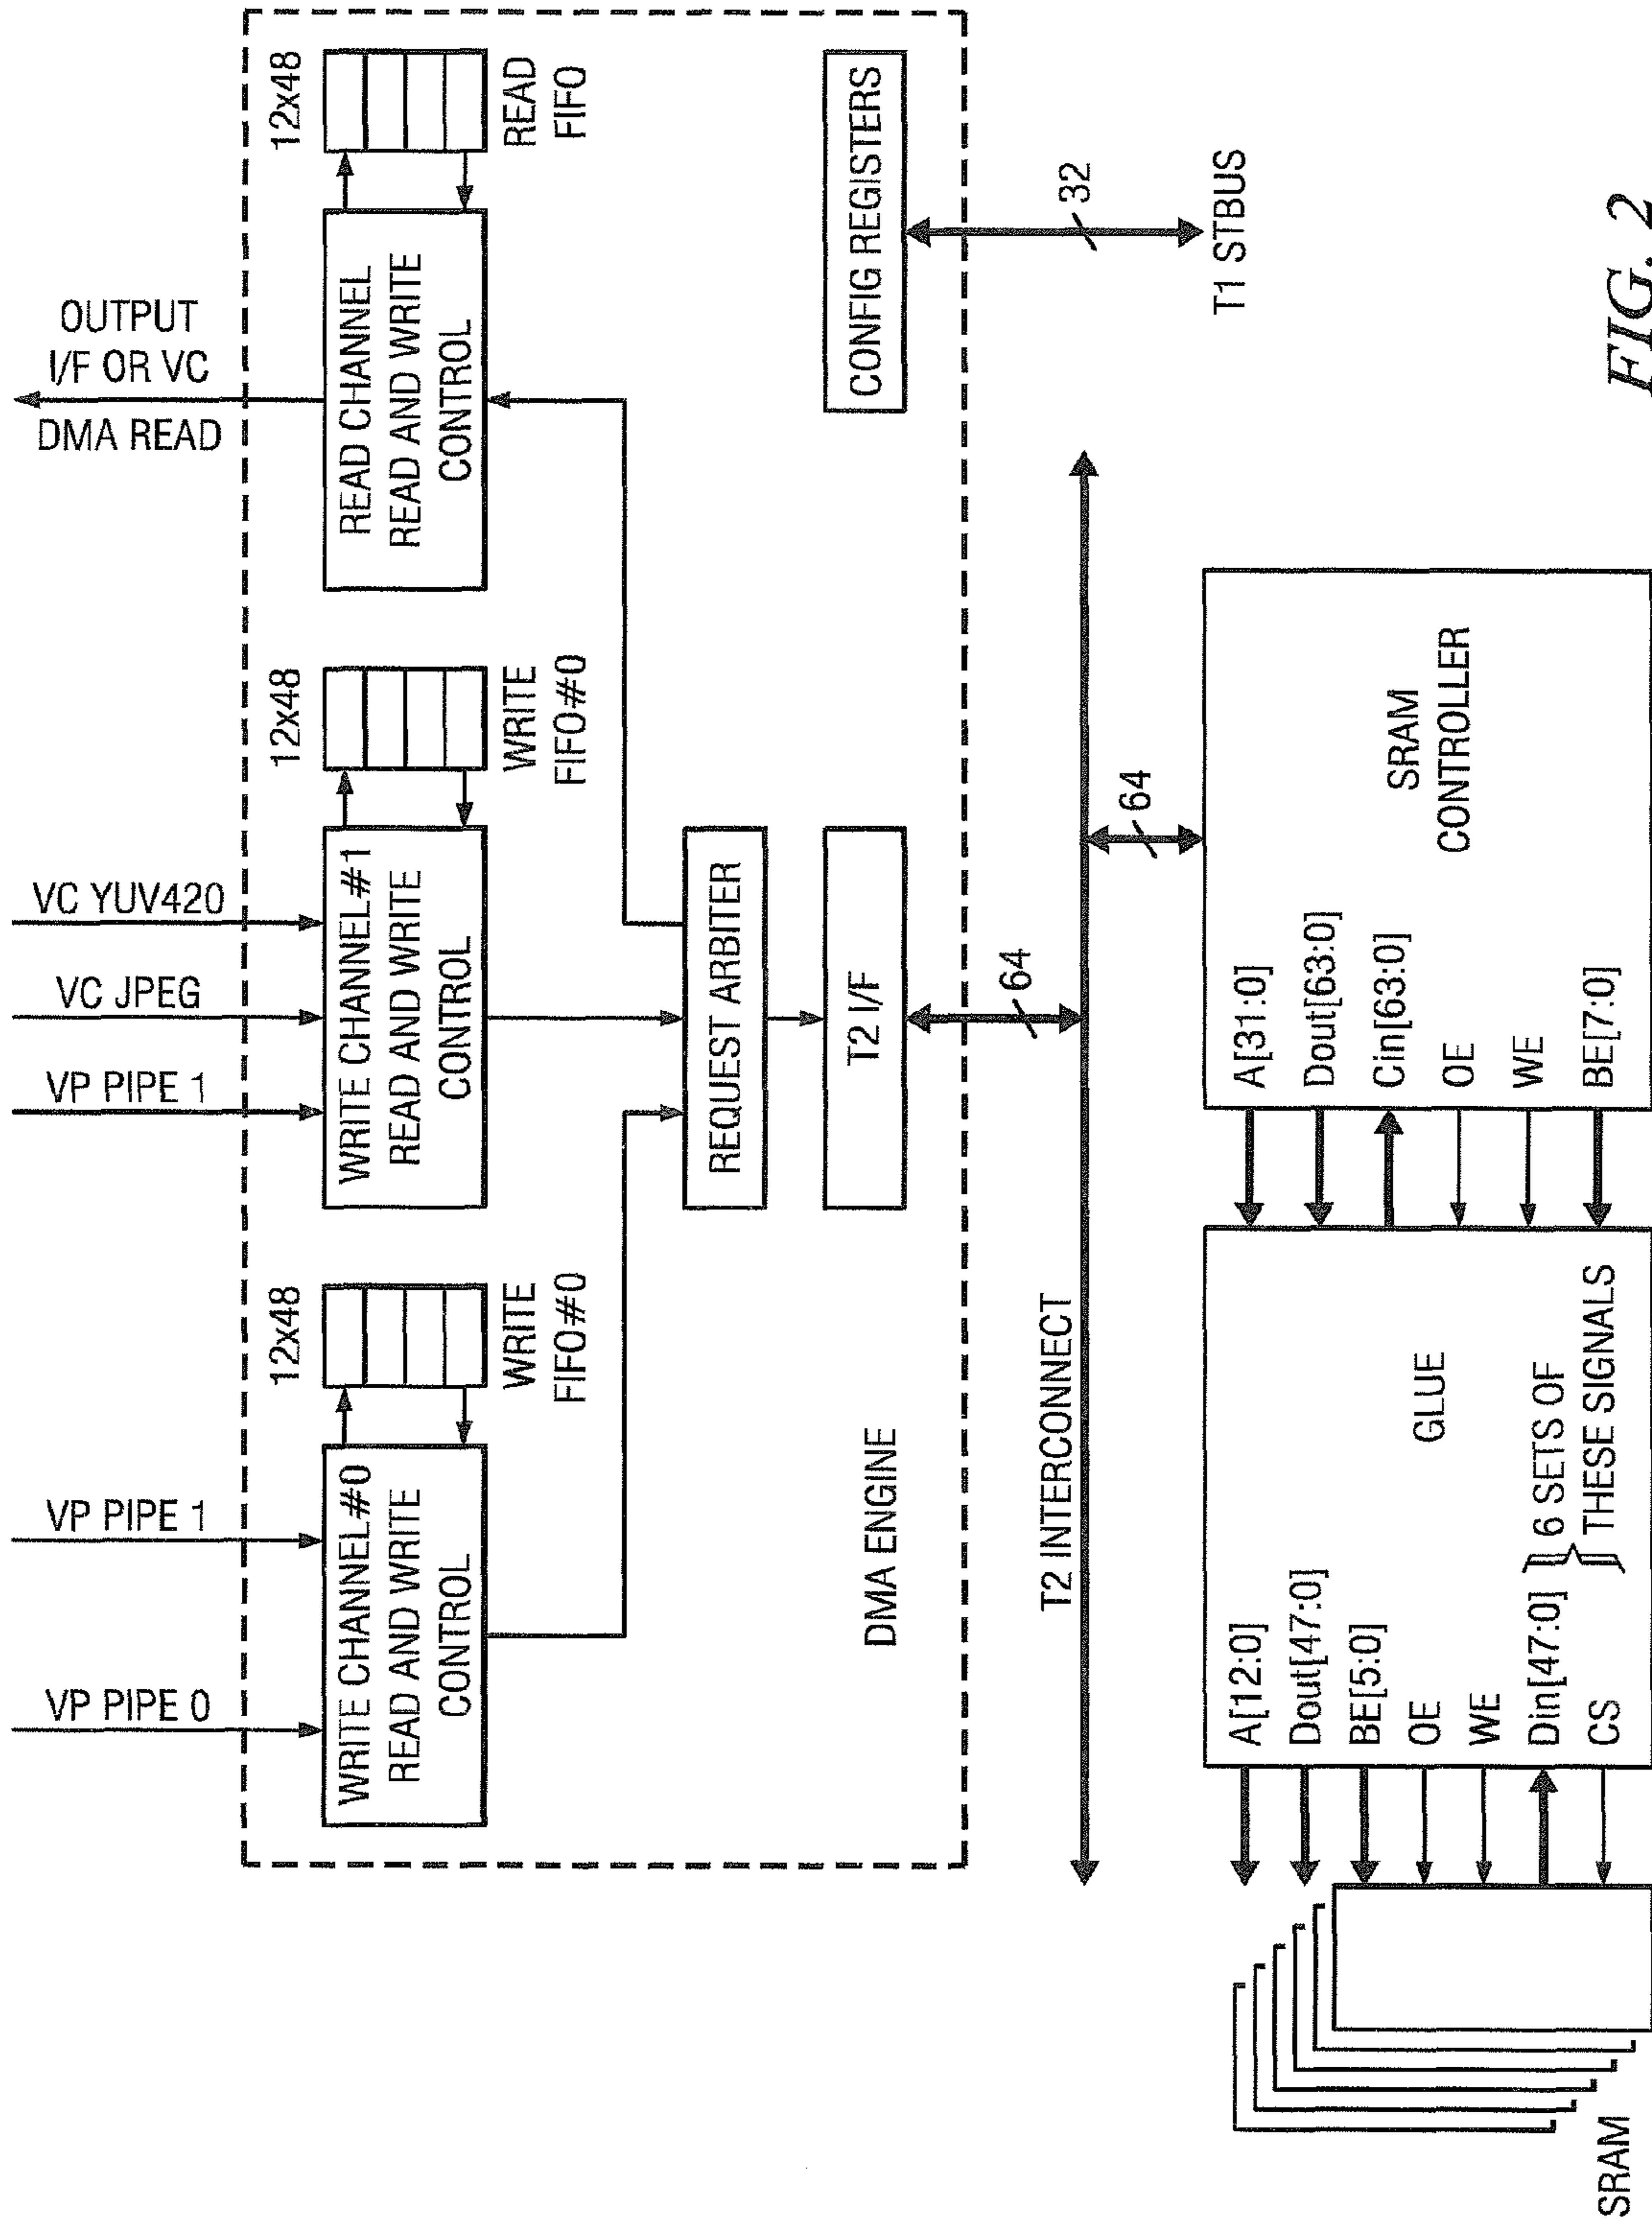 VP PIPE 0
VP PIPE 1
VP PIPE 1
VC JPEG
VC YUV420
OUTPUT
I/F OR VC
DMA READ
12x48
12x48
12x48
WRITE CHANNEL#0
READ AND WRITE
CONTROL
WRITE
FIFO#0
WRITE CHANNEL#1
READ AND WRITE
CONTROL
WRITE
FIFO#0
READ CHANNEL
READ AND WRITE
CONTROL
READ
FIFO
REQUEST ARBITER
T2 I/F
CONFIG REGISTERS
DMA ENGINE
64
32
T2 INTERCONNECT
T1 STBUS
64
A[12:0]
Dout[47:0]
BE[5:0]
OE
WE
Din[47:0]
CS
6 SETS OF
THESE SIGNALS
GLUE
A[31:0]
Dout[63:0]
Cin[63:0]
OE
WE
BE[7:0]
SRAM
CONTROLLER
SRAM
FIG. 2